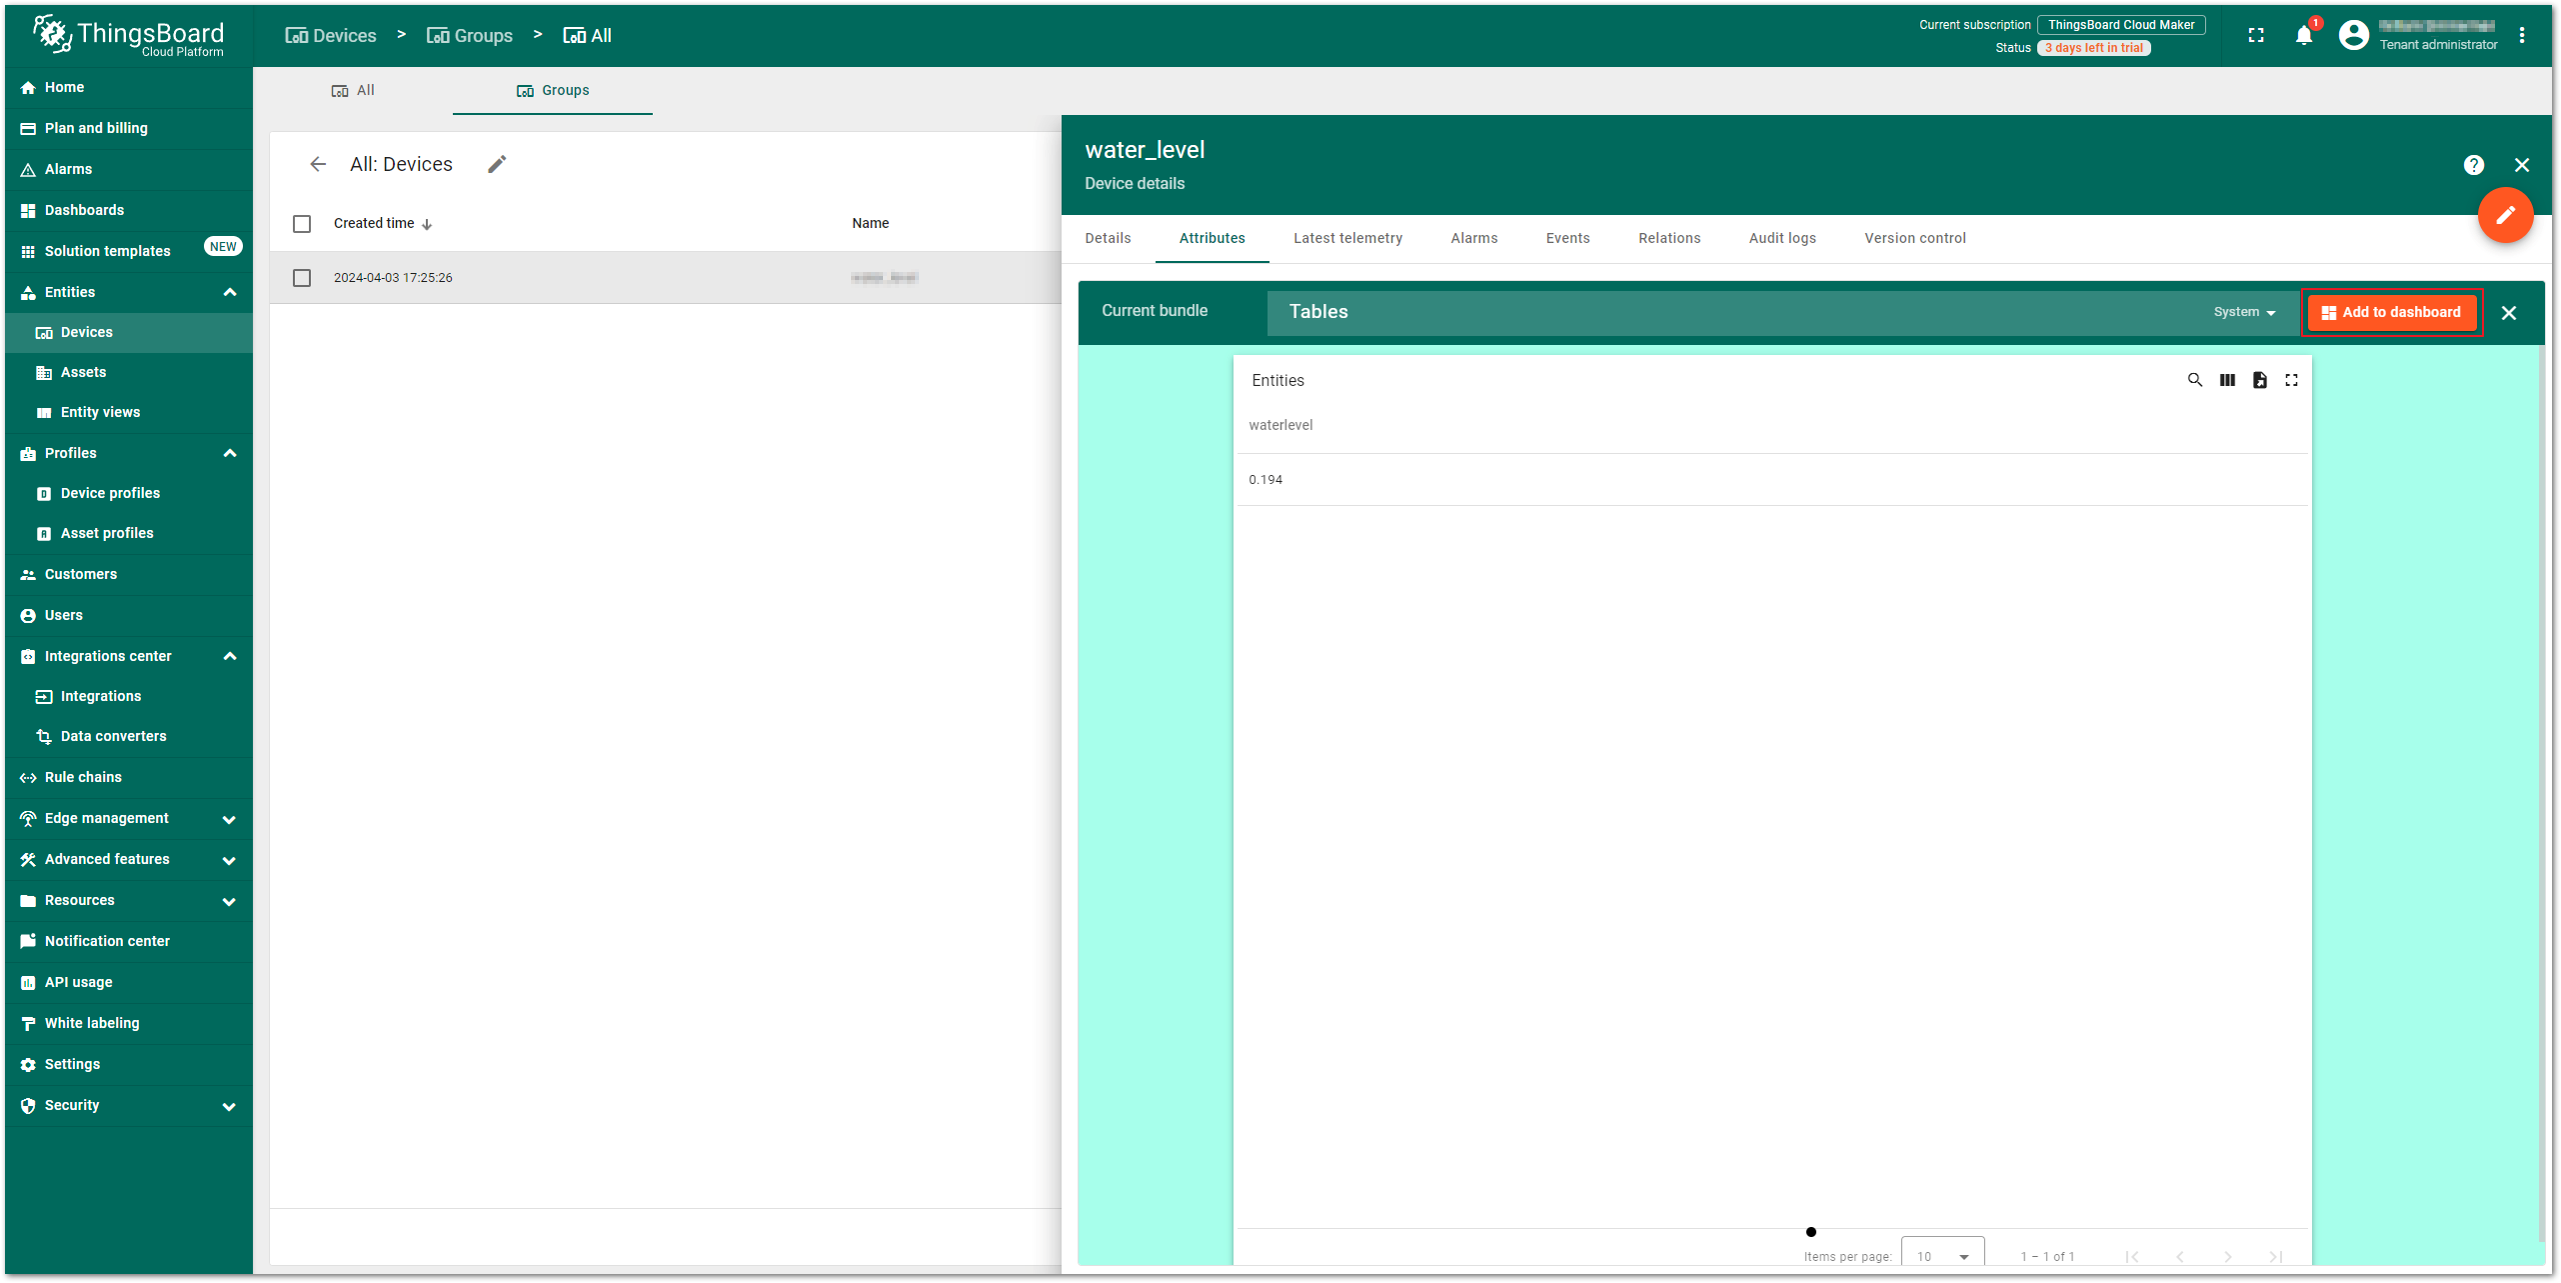 ThingsBoard
Cloud Platform
Devices > Groups > All
Current subscription ThingsBoard Cloud Maker
Status 3 days left in trial
1
Tenant administrator
Home
Plan and billing
Alarms
Dashboards
Solution templates NEW
Entities
Devices
Assets
Entity views
Profiles
Device profiles
Asset profiles
Customers
Users
Integrations center
Integrations
Data converters
Rule chains
Edge management
Advanced features
Resources
Notification center
API usage
White labeling
Settings
Security
All Groups
All: Devices
Created time Name
2024-04-03 17:25:26
water_level
Device details
Details Attributes Latest telemetry Alarms Events Relations Audit logs Version control
Current bundle Tables System Add to dashboard
Entities
waterlevel
0.194
Items per page: 10 1 – 1 of 1